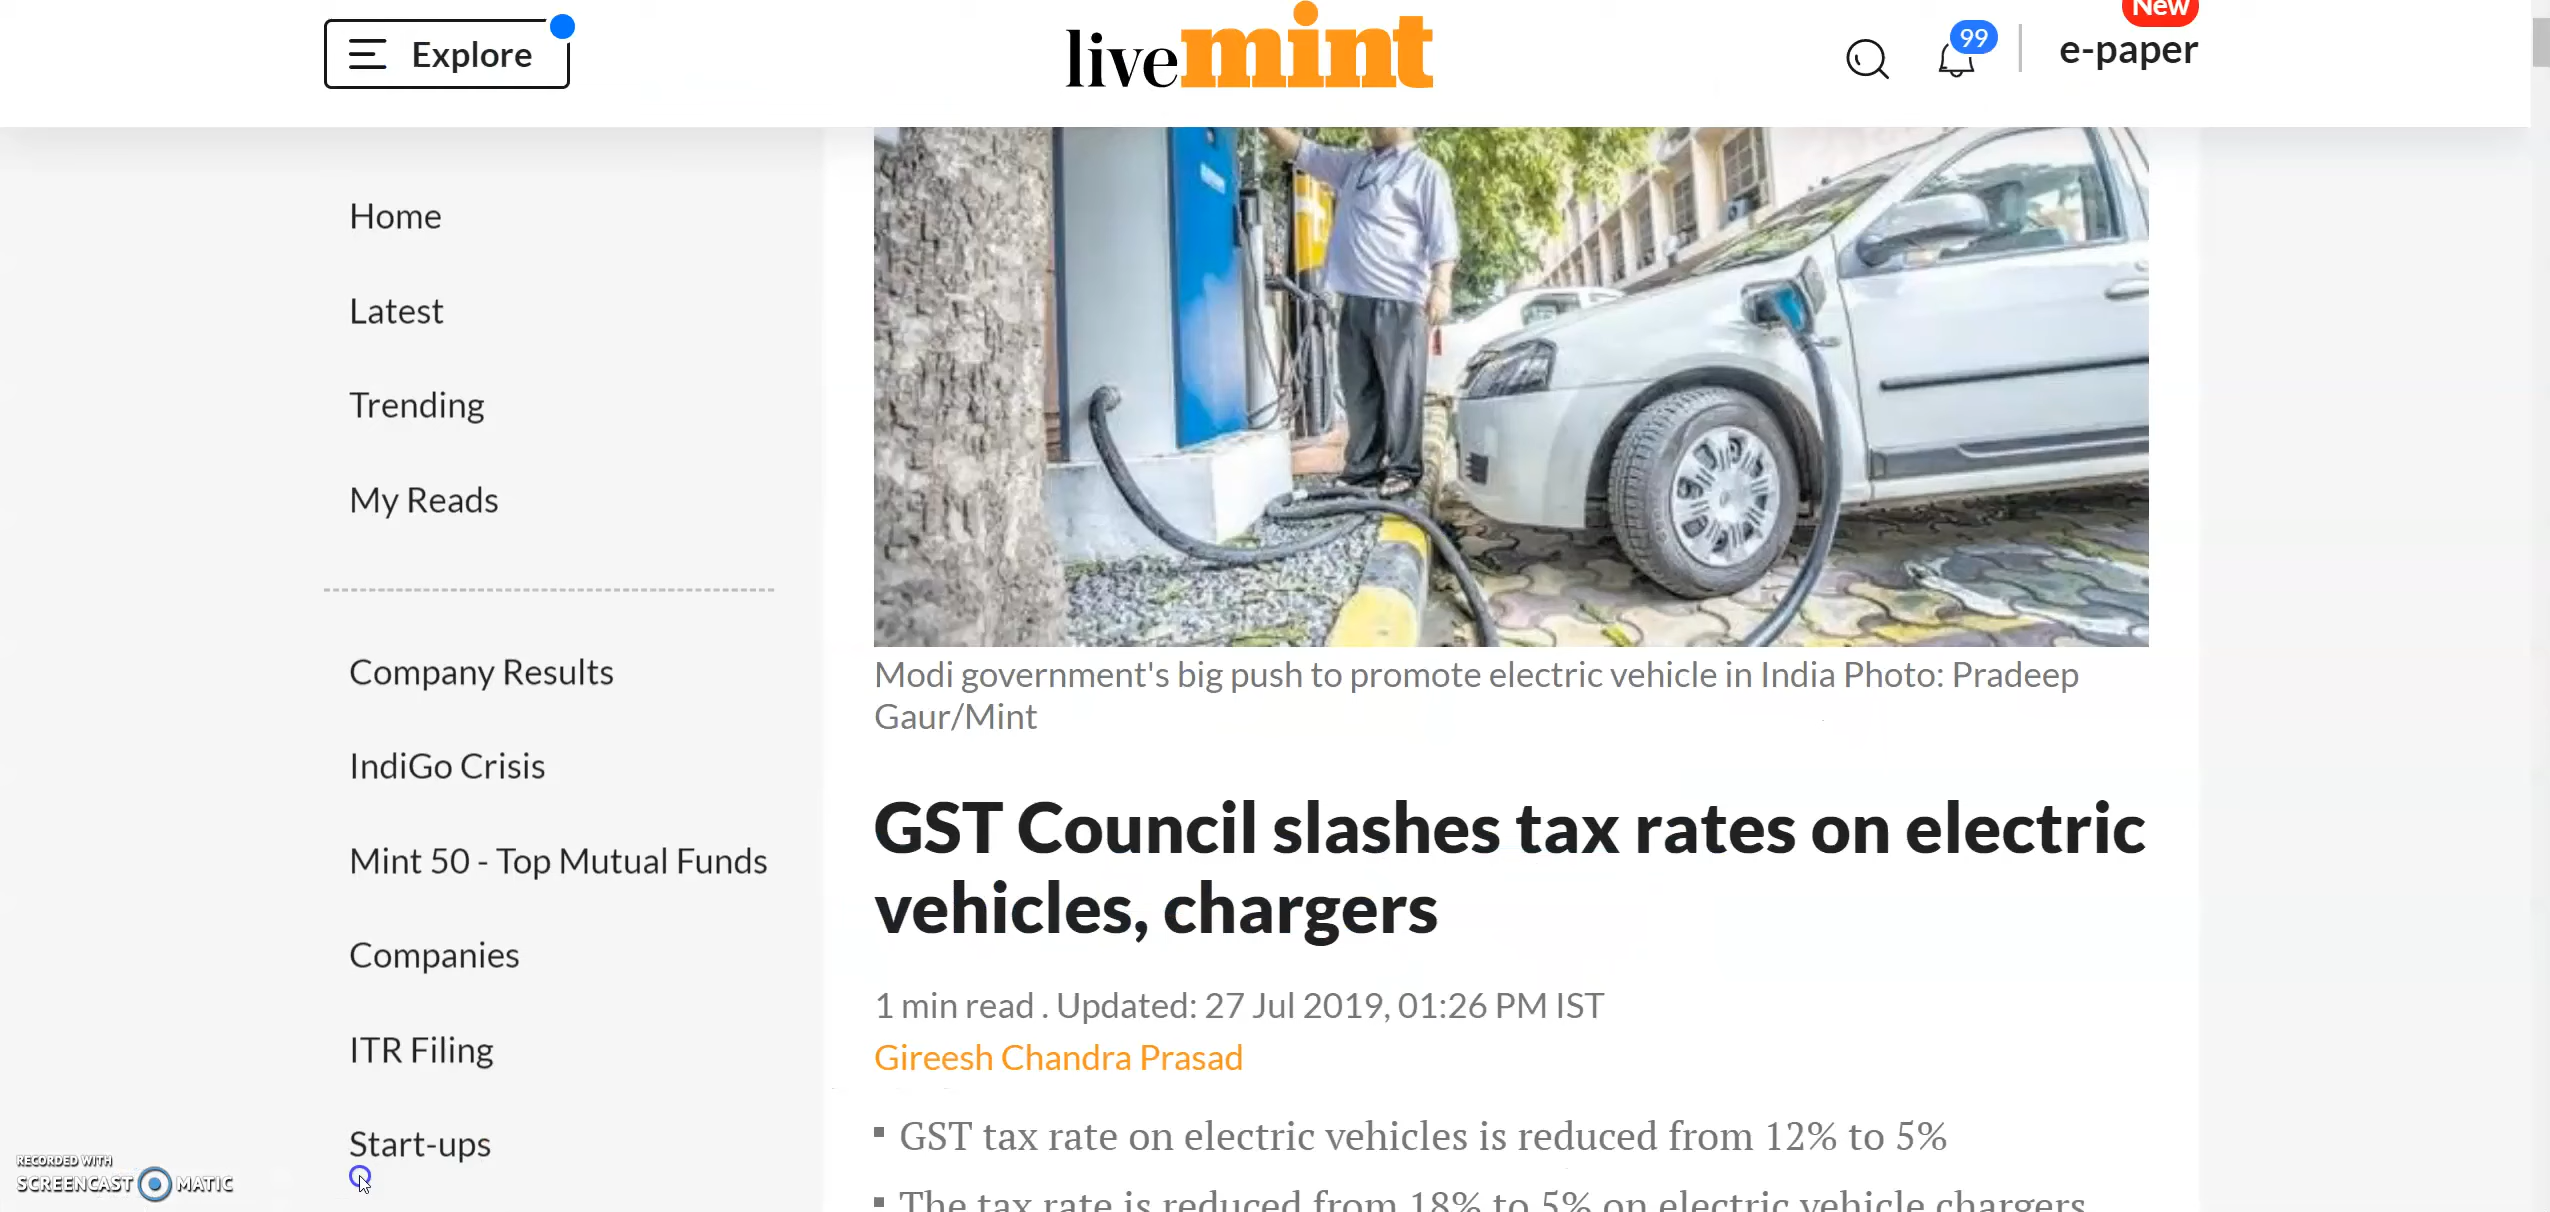 Explore
livemint
99
New
e-paper
Home
Latest
Trending
My Reads
Company Results
IndiGo Crisis
Mint 50 - Top Mutual Funds
Companies
ITR Filing
Start-ups
Modi government's big push to promote electric vehicle in India Photo: Pradeep
Gaur/Mint
GST Council slashes tax rates on electric
vehicles, chargers
1 min read . Updated: 27 Jul 2019, 01:26 PM IST
Gireesh Chandra Prasad
▪ GST tax rate on electric vehicles is reduced from 12% to 5%
▪ The tax rate is reduced from 18% to 5% on electric vehicle chargers
RECORDED WITH
SCREENCAST MATIC